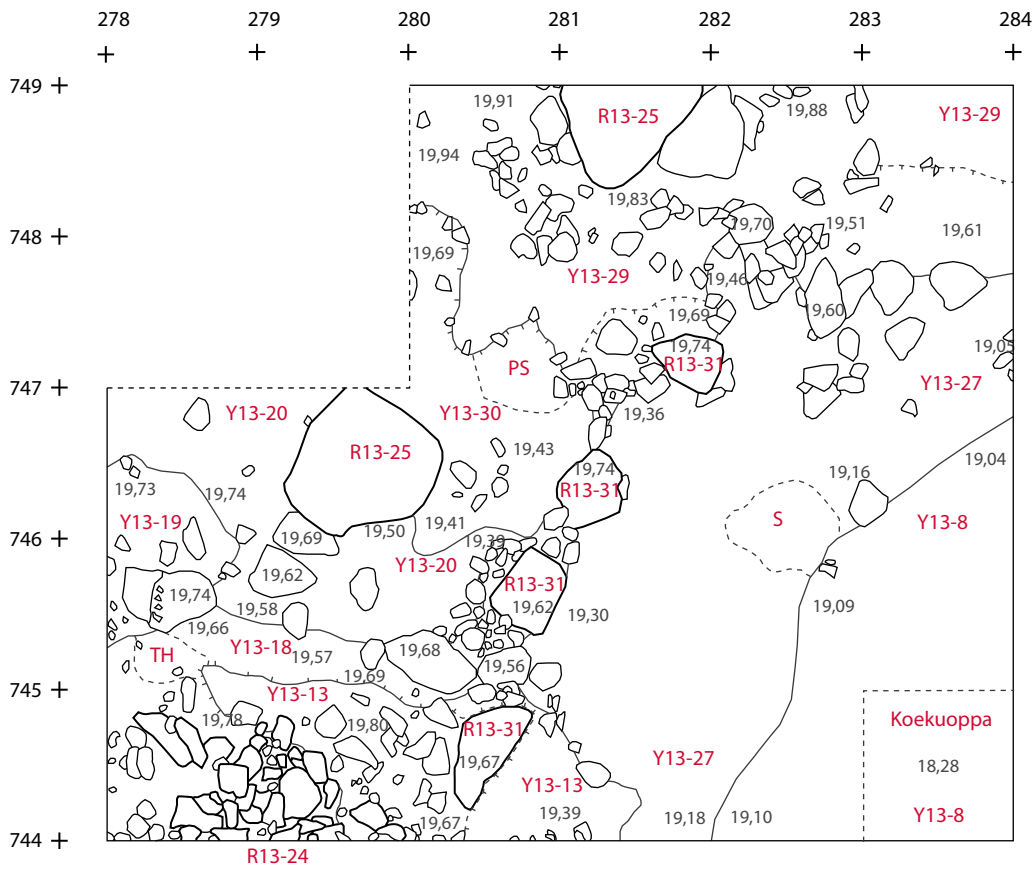 278 279 280 281 282 283 284
749
19,91 R13-25 19,88 Y13-29
19,94
19,83
748 19,70 19,51 19,61
19,69 Y13-29 19,46
19,69 19,60
PS 19,74 R13-31 19,05
747 Y13-27
Y13-20 Y13-30 19,36
R13-25 19,43
19,73 19,74 19,74 19,16 19,04
R13-31
Y13-19 19,50 19,41 S Y13-8
746 19,69 19,39
Y13-20
19,62 R13-31
19,74 19,58 19,62 19,30 19,09
19,66 Y13-18
TH 19,57 19,68 19,56
745 19,69
Y13-13
19,78 19,80 R13-31 Koekuoppa
19,67 Y13-27 18,28
Y13-13
19,67 19,39 19,18 19,10 Y13-8
744
R13-24